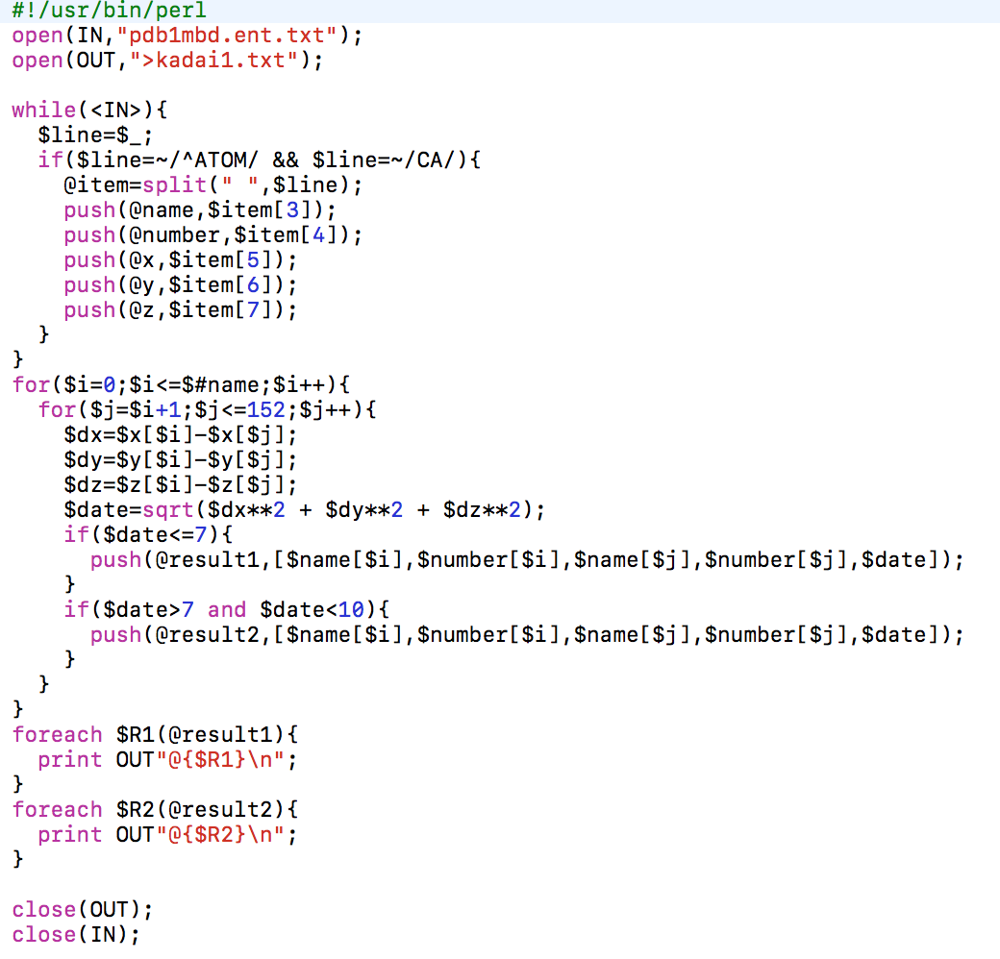 #!/usr/bin/perl
open(IN,"pdb1mbd.ent.txt");
open(OUT,">kadai1.txt");

while(<IN>){
  $line=$_;
  if($line=~/^ATOM/ && $line=~/CA/){
    @item=split(" ",$line);
    push(@name,$item[3]);
    push(@number,$item[4]);
    push(@x,$item[5]);
    push(@y,$item[6]);
    push(@z,$item[7]);
  }
}
for($i=0;$i<=$#name;$i++){
  for($j=$i+1;$j<=152;$j++){
    $dx=$x[$i]-$x[$j];
    $dy=$y[$i]-$y[$j];
    $dz=$z[$i]-$z[$j];
    $date=sqrt($dx**2 + $dy**2 + $dz**2);
    if($date<=7){
      push(@result1,[$name[$i],$number[$i],$name[$j],$number[$j],$date]);
    }
    if($date>7 and $date<10){
      push(@result2,[$name[$i],$number[$i],$name[$j],$number[$j],$date]);
    }
  }
}
foreach $R1(@result1){
  print OUT"@{$R1}\n";
}
foreach $R2(@result2){
  print OUT"@{$R2}\n";
}

close(OUT);
close(IN);